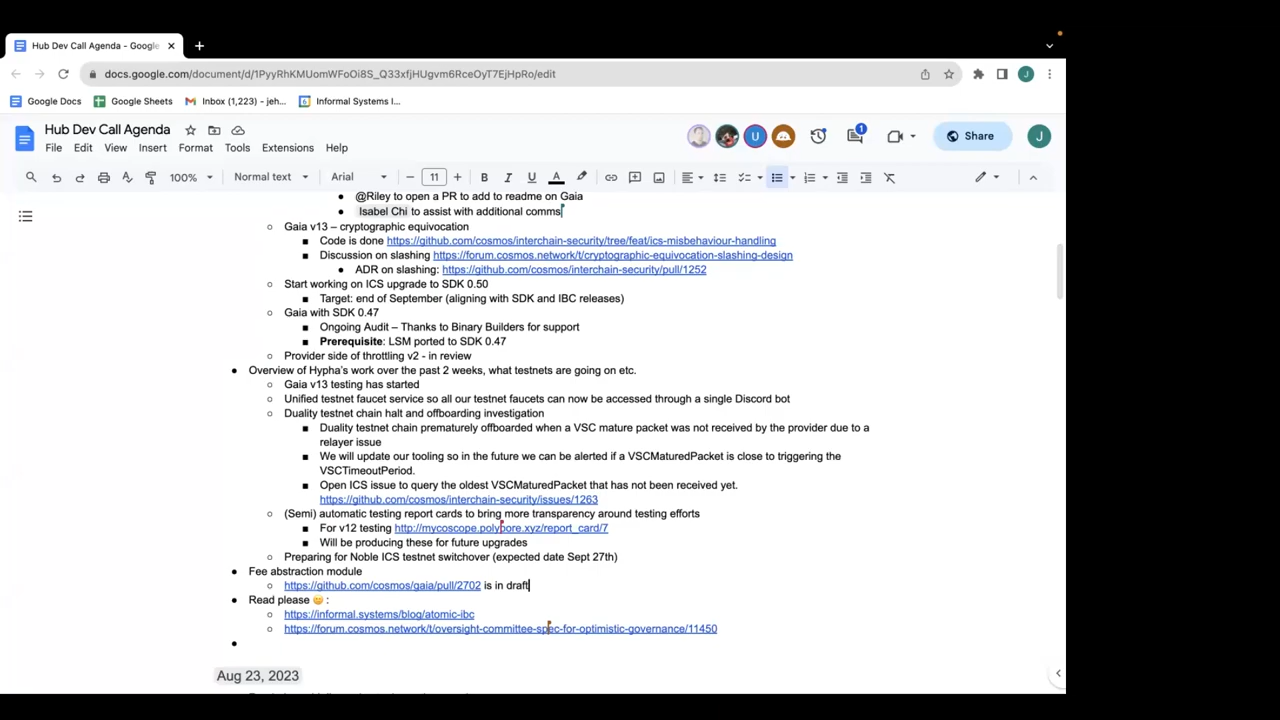 Hub Dev Call Agenda - Google
docs.google.com/document/d/1PyyRhKMUomWFoOi8S_Q33xfjHUgvm6RceOyT7EjHpRo/edit
J
Google Docs
Google Sheets
Inbox (1,223) - jeh...
Informal Systems I...
Hub Dev Call Agenda
U
1
Share
J
File Edit View Insert Format Tools Extensions Help
100% Normal text Arial 11 B I U A
@Riley to open a PR to add to readme on Gaia
Isabel Chi to assist with additional comms
Gaia v13 – cryptographic equivocation
Code is done https://github.com/cosmos/interchain-security/tree/feat/ics-misbehaviour-handling
Discussion on slashing https://forum.cosmos.network/t/cryptographic-equivocation-slashing-design
ADR on slashing: https://github.com/cosmos/interchain-security/pull/1252
Start working on ICS upgrade to SDK 0.50
Target: end of September (aligning with SDK and IBC releases)
Gaia with SDK 0.47
Ongoing Audit – Thanks to Binary Builders for support
Prerequisite: LSM ported to SDK 0.47
Provider side of throttling v2 - in review
Overview of Hypha's work over the past 2 weeks, what testnets are going on etc.
Gaia v13 testing has started
Unified testnet faucet service so all our testnet faucets can now be accessed through a single Discord bot
Duality testnet chain halt and offboarding investigation
Duality testnet chain prematurely offboarded when a VSC mature packet was not received by the provider due to a
relayer issue
We will update our tooling so in the future we can be alerted if a VSCMaturedPacket is close to triggering the
VSCTimeoutPeriod.
Open ICS issue to query the oldest VSCMaturedPacket that has not been received yet.
https://github.com/cosmos/interchain-security/issues/1263
(Semi) automatic testing report cards to bring more transparency around testing efforts
For v12 testing http://mycoscope.polypore.xyz/report_card/7
Will be producing these for future upgrades
Preparing for Noble ICS testnet switchover (expected date Sept 27th)
Fee abstraction module
https://github.com/cosmos/gaia/pull/2702 is in draft
Read please 😊 :
https://informal.systems/blog/atomic-ibc
https://forum.cosmos.network/t/oversight-committee-spec-for-optimistic-governance/11450
Aug 23, 2023